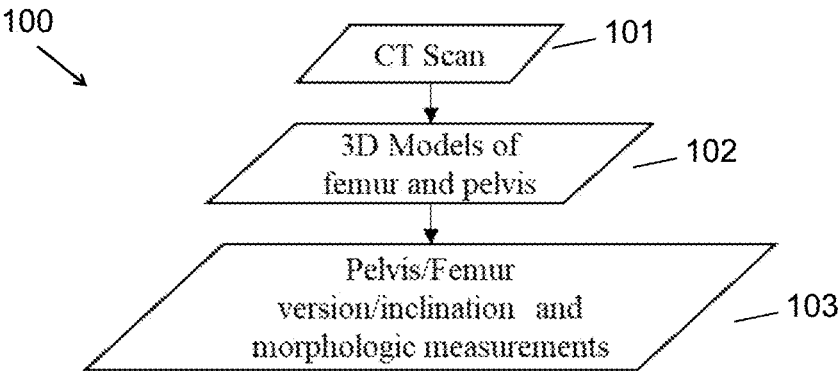 100
CT Scan
101
3D Models of
femur and pelvis
102
Pelvis/Femur
version/inclination and
morphologic measurements
103